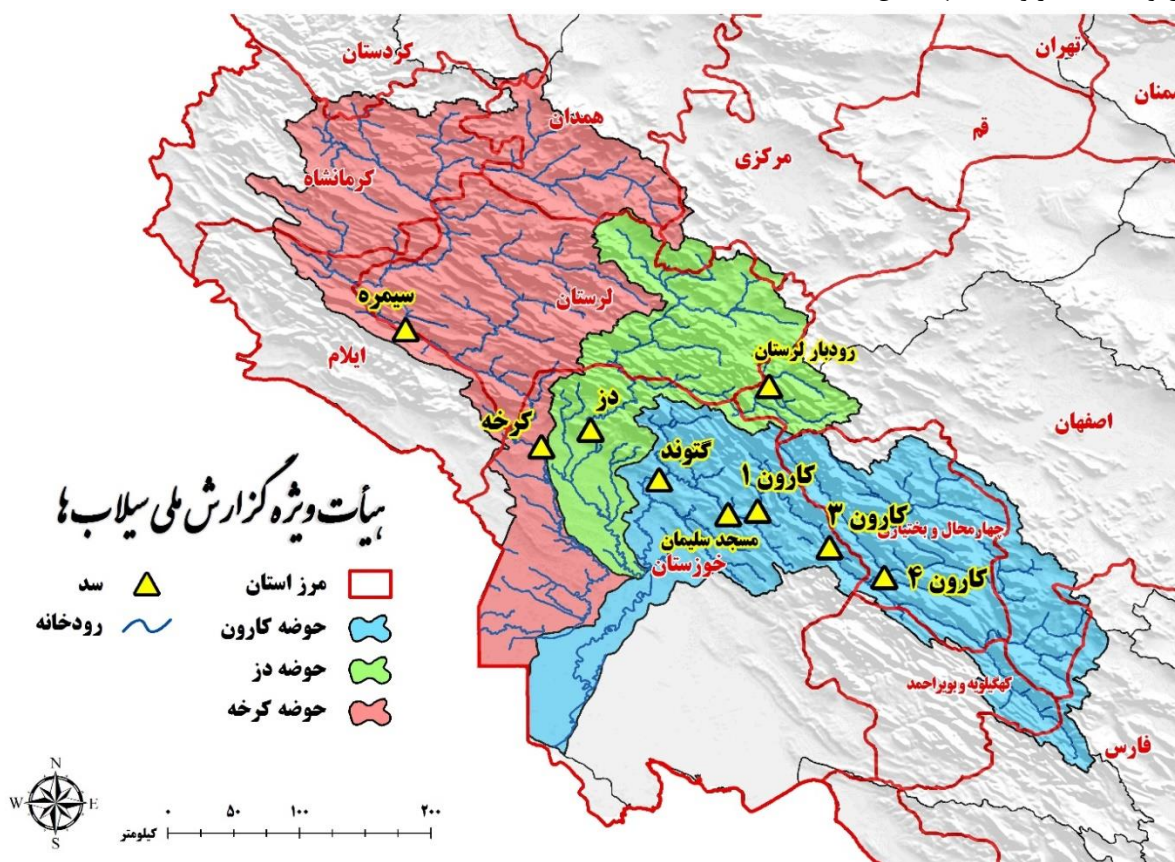 کردستان
تهران
سمنان
همدان
قم
مرکزی
کرمانشاه
لرستان
سیمره
ایلام
رودبار لرستان
اصفهان
دز
کرخه
گتوند
کارون ۱
کارون ۳
چهارمحال و بختیاری
مسجد سلیمان
خوزستان
کارون ۴
کهگیلویه و بویراحمد
فارس
هیأت ویژه گزارش ملی سیلاب‌ها
مرز استان
سد
حوضه کارون
رودخانه
حوضه دز
حوضه کرخه
N
W E
S
۰ ۵۰ ۱۰۰ ۲۰۰
کیلومتر